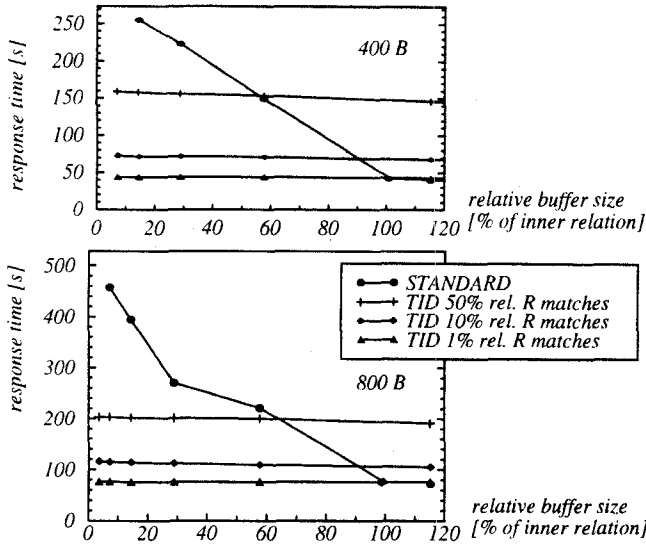 response time [s]
250
200
150
100
50
0
400 B
0 20 40 60 80 100 120
relative buffer size
[% of inner relation]
response time [s]
500
400
300
200
100
0
STANDARD
TID 50% rel. R matches
TID 10% rel. R matches
TID 1% rel. R matches
800 B
0 20 40 60 80 100 120
relative buffer size
[% of inner relation]